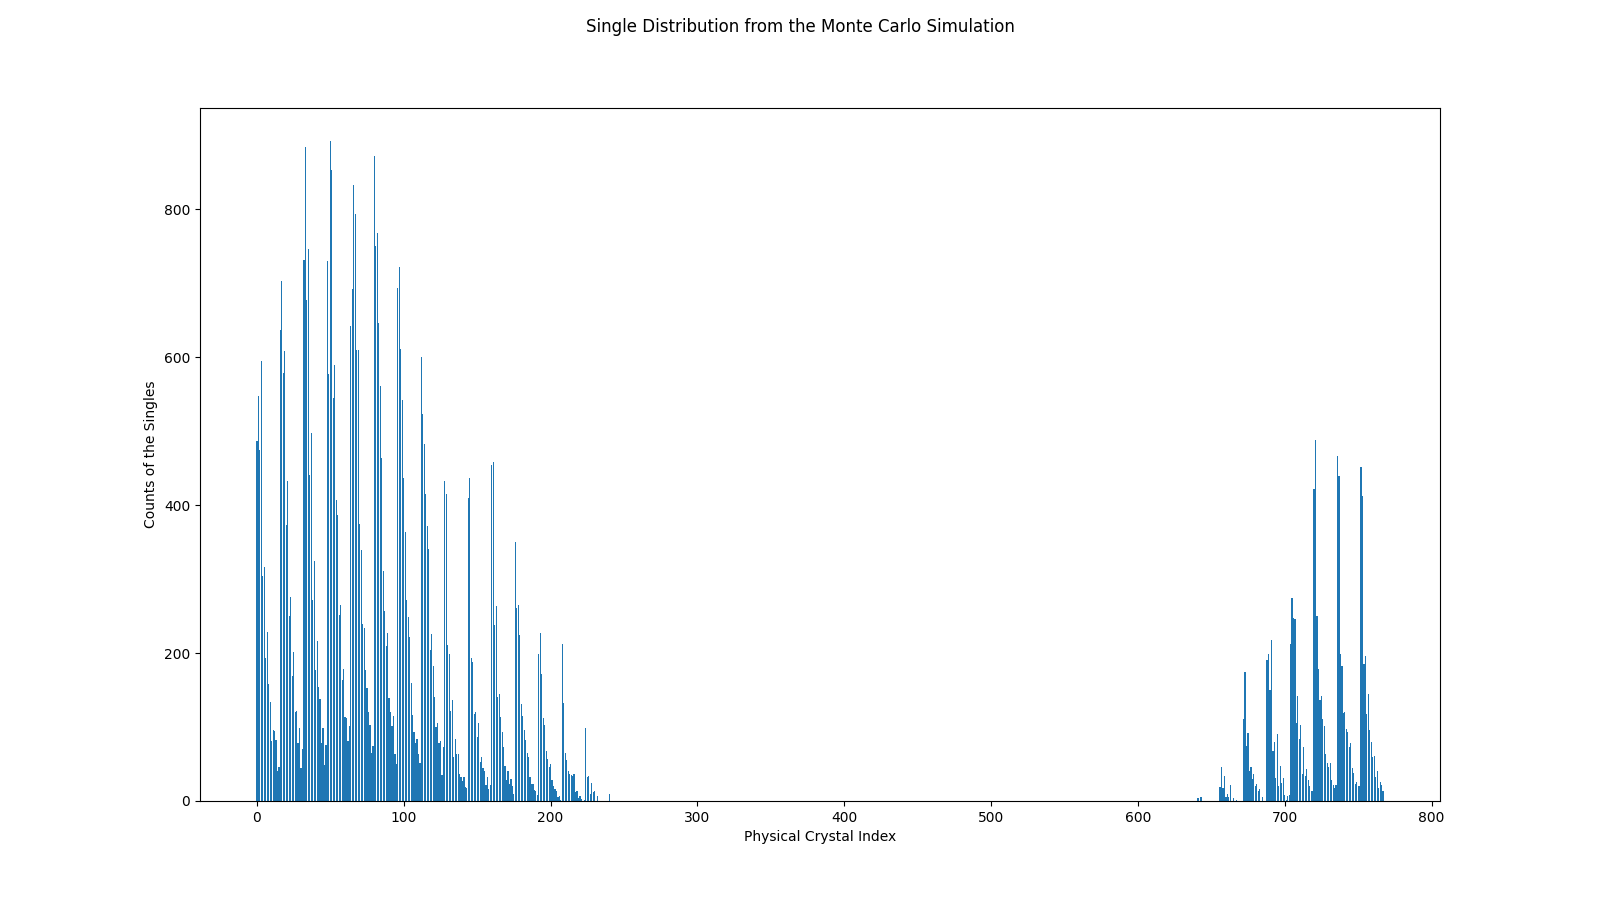 Single Distribution from the Monte Carlo Simulation
800
600
400
200
0
Counts of the Singles
0 100 200 300 400 500 600 700 800
Physical Crystal Index